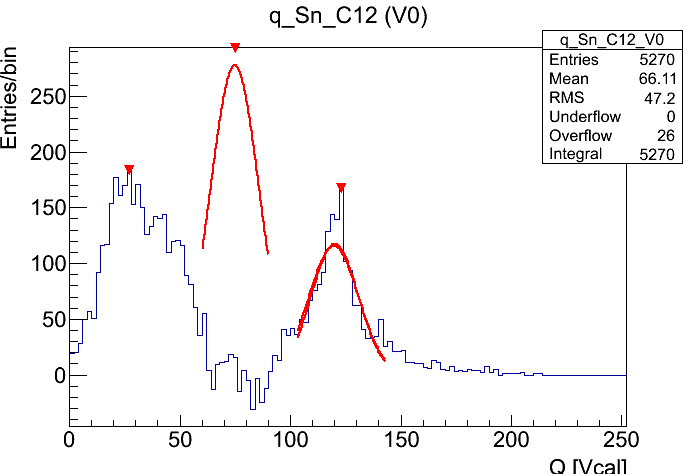 q_Sn_C12 (V0)
q_Sn_C12_V0
Entries 5270
Mean 66.11
RMS 47.2
Underflow 0
Overflow 26
Integral 5270
Entries/bin
250
200
150
100
50
0
0 50 100 150 200 250
Q [Vcal]